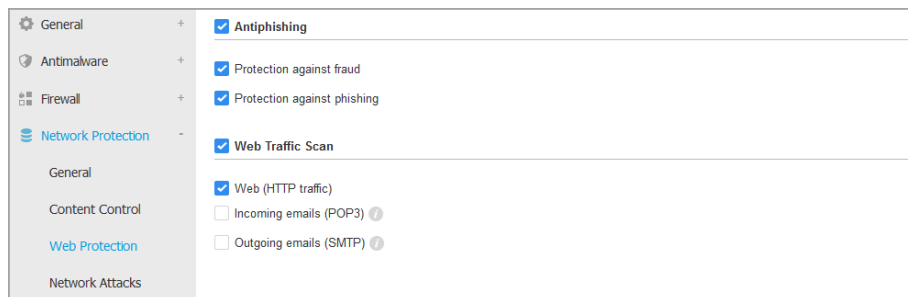 General +
Antimalware +
Firewall +
Network Protection -
General
Content Control
Web Protection
Network Attacks
Antiphishing
Protection against fraud
Protection against phishing
Web Traffic Scan
Web (HTTP traffic)
Incoming emails (POP3) i
Outgoing emails (SMTP) i